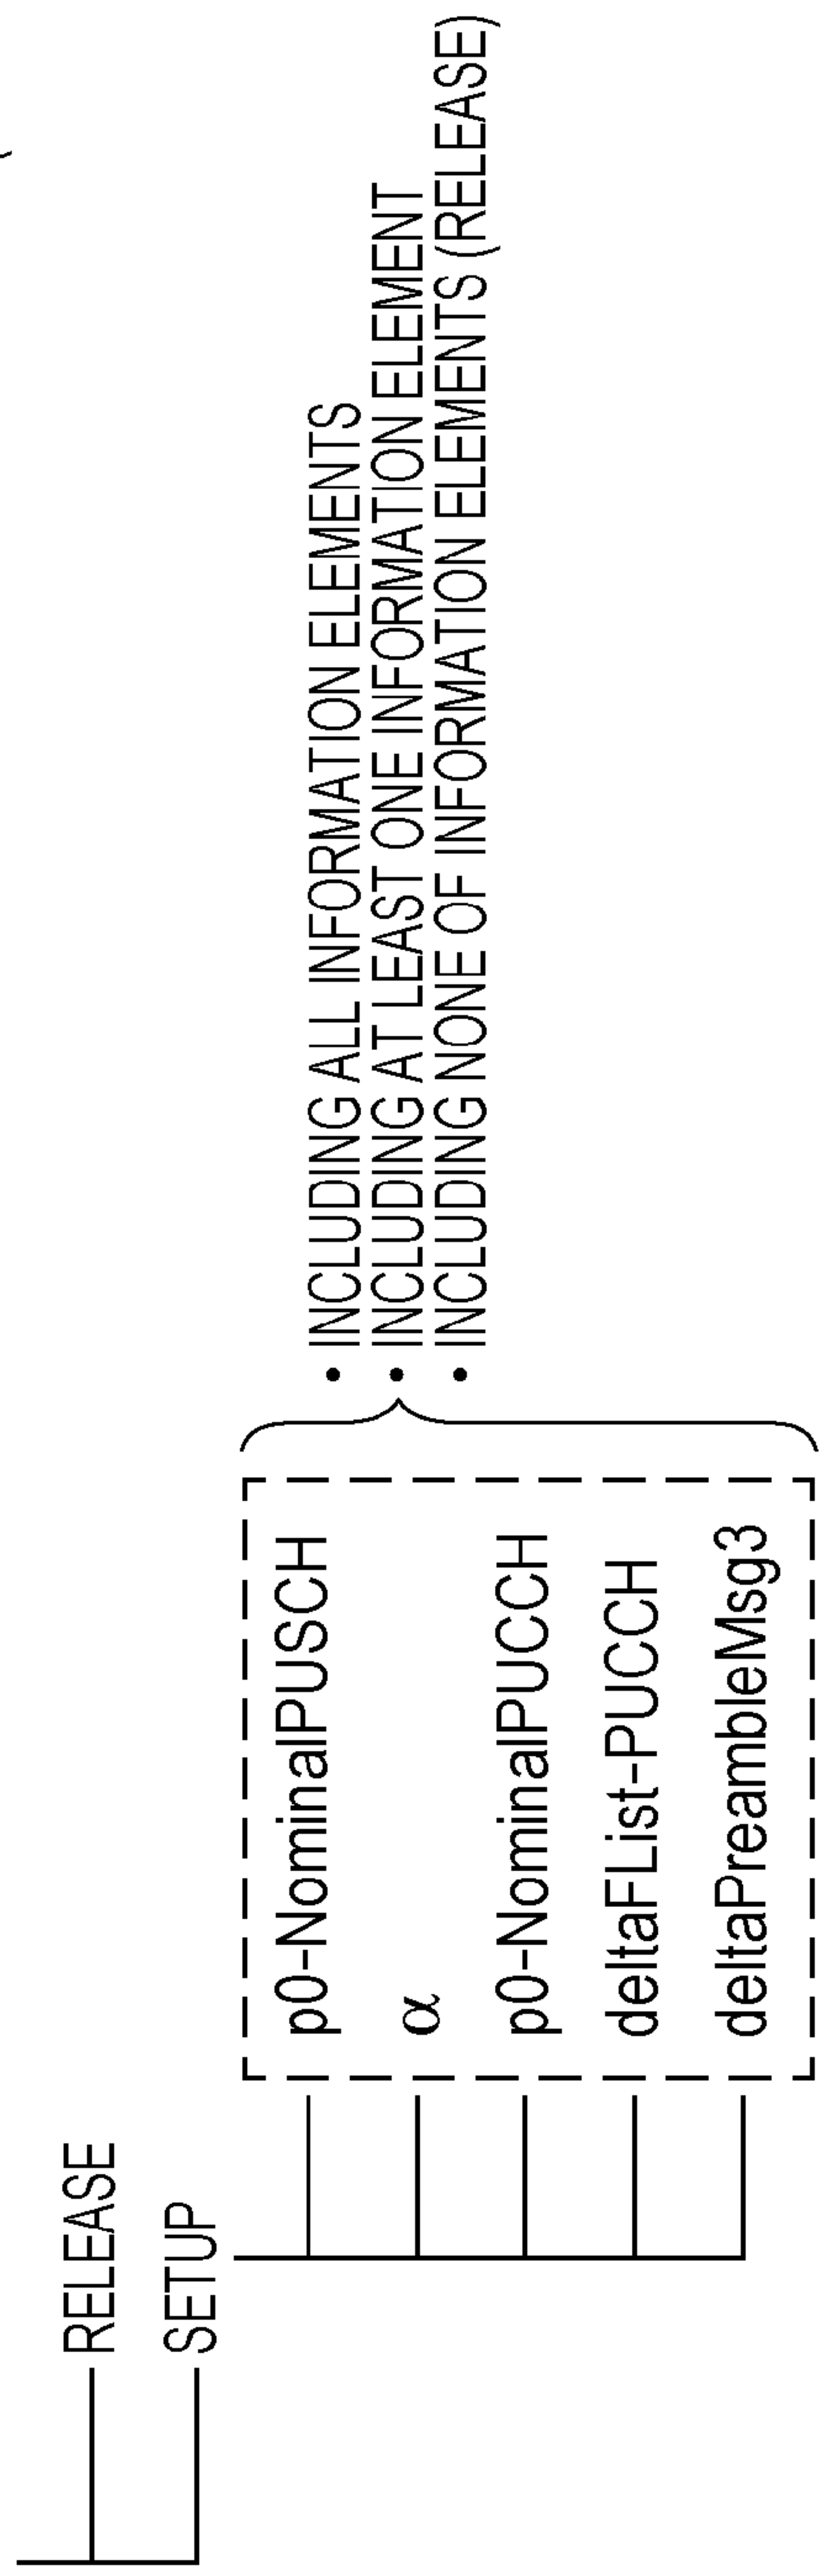 RELEASE
SETUP
p0-NominalPUSCH
α
p0-NominalPUCCH
deltaFList-PUCCH
deltaPreambleMsg3
• INCLUDING ALL INFORMATION ELEMENTS
• INCLUDING AT LEAST ONE INFORMATION ELEMENT
• INCLUDING NONE OF INFORMATION ELEMENTS (RELEASE)